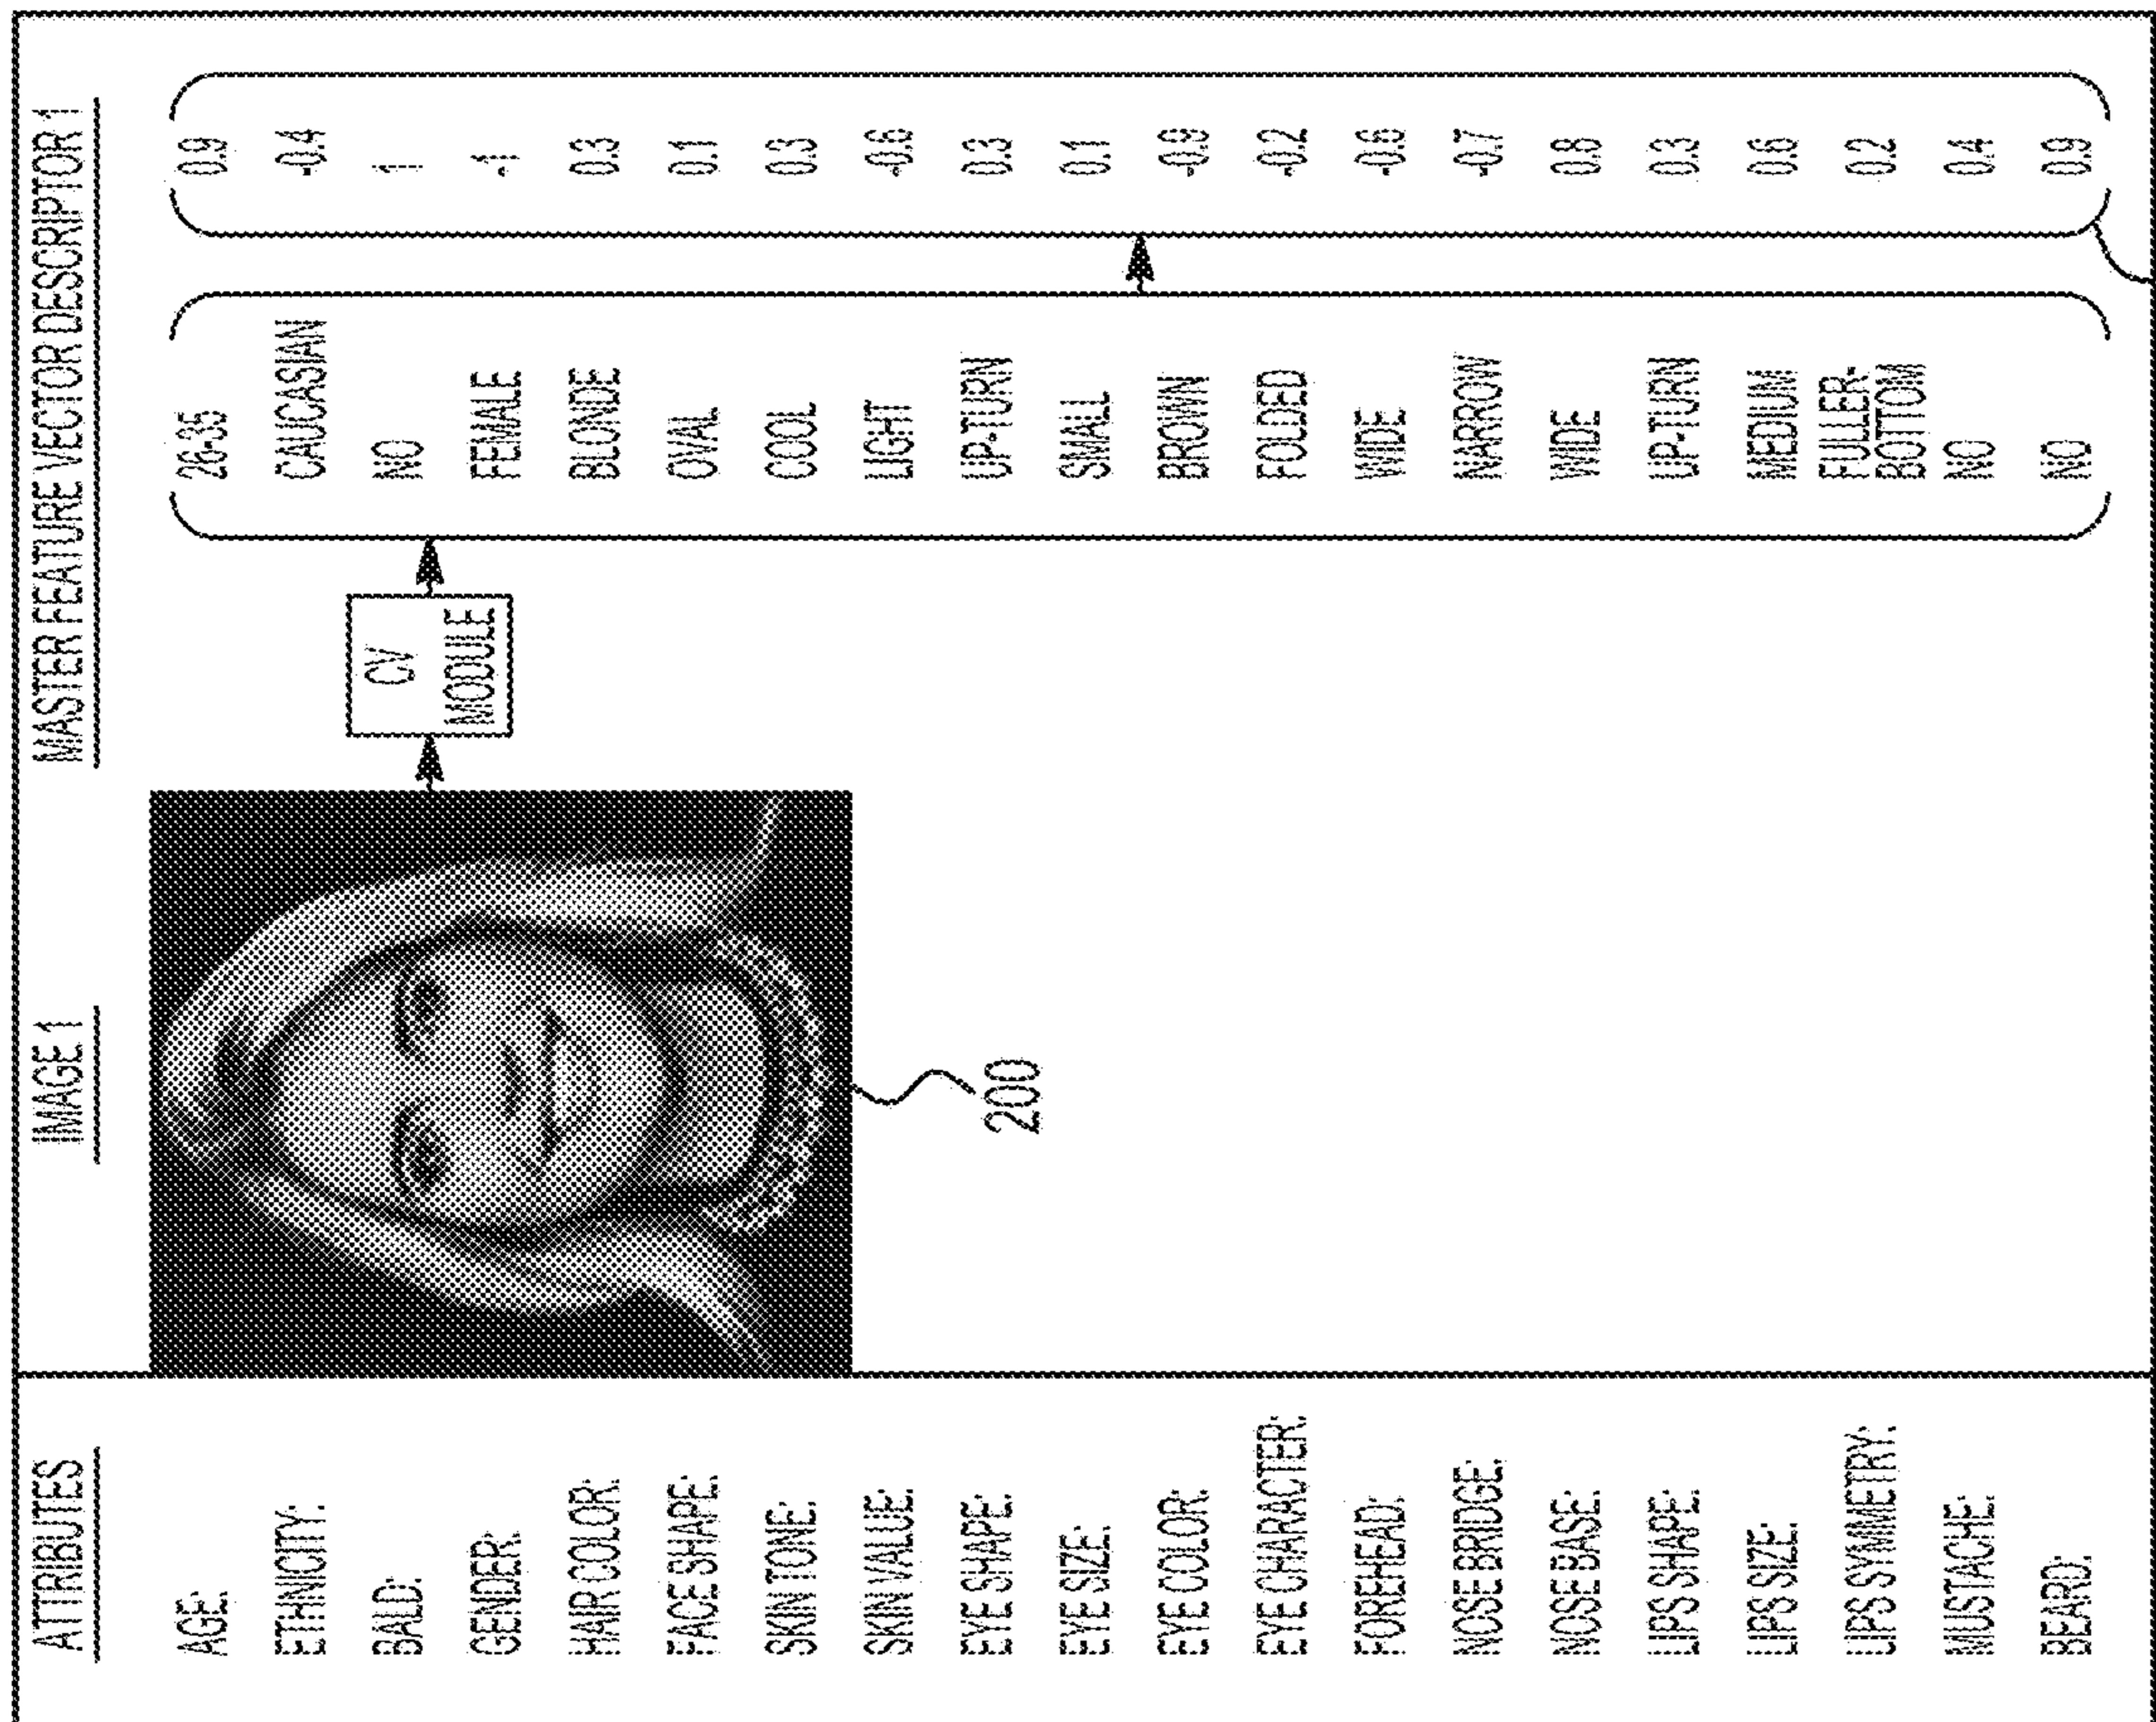 ATTRIBUTES IMAGE 1 MASTER FEATURE VECTOR DESCRIPTOR 1
AGE: 26-35 0.9
ETHNICITY: CAUCASIAN -0.4
BALD: NO 1
GENDER: FEMALE -1
HAIR COLOR: BLONDE 0.3
FACE SHAPE: OVAL 0.1
SKIN TONE: COOL 0.3
SKIN VALUE: LIGHT -0.6
EYE SHAPE: UP-TURN 0.3
EYE SIZE: SMALL 0.1
EYE COLOR: BROWN
EYE CHARACTER: FOLDED -0.2
FOREHEAD: WIDE -0.6
NOSE BRIDGE: NARROW -0.7
NOSE BASE: WIDE 0.8
LIPS SHAPE: UP-TURN 0.3
LIPS SIZE: MEDIUM 0.6
LIPS SYMETRY: FULLER- 0.2
BOTTOM
MUSTACHE: NO 0.4
BEARD: NO 0.9
CV
MODULE
200